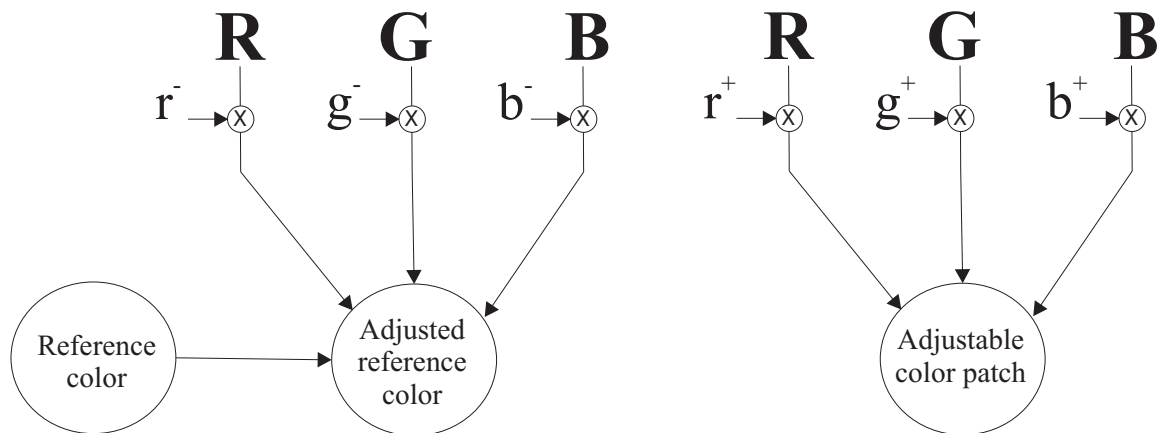 R G B R G B
r- g- b- r+ g+ b+
X X X X X X
Reference
color
Adjusted
reference
color
Adjustable
color patch